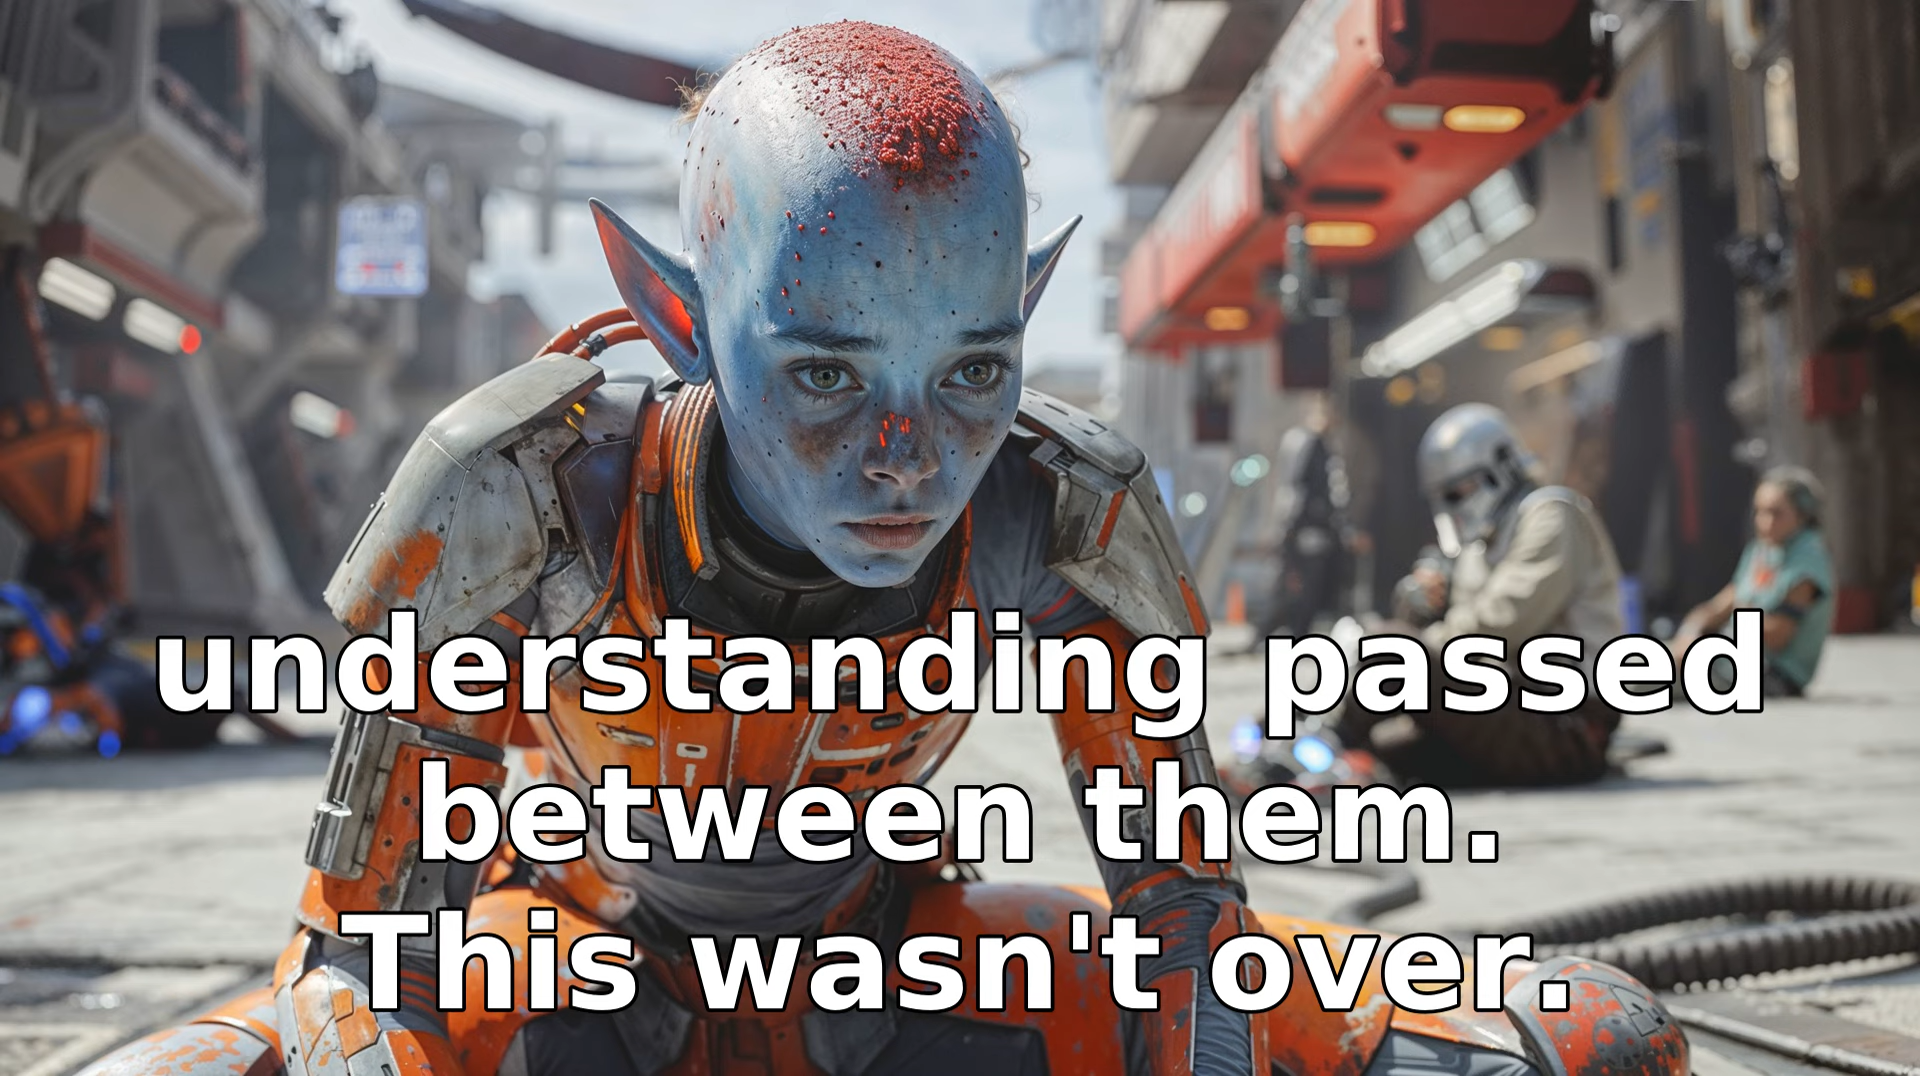 understanding passed
between them.
This wasn't over.